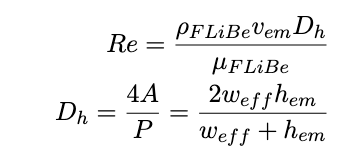 Re = \frac{\rho_{FLiBe} v_{em} D_h}{\mu_{FLiBe}}
D_h = \frac{4A}{P} = \frac{2 w_{eff} h_{em}}{w_{eff} + h_{em}}